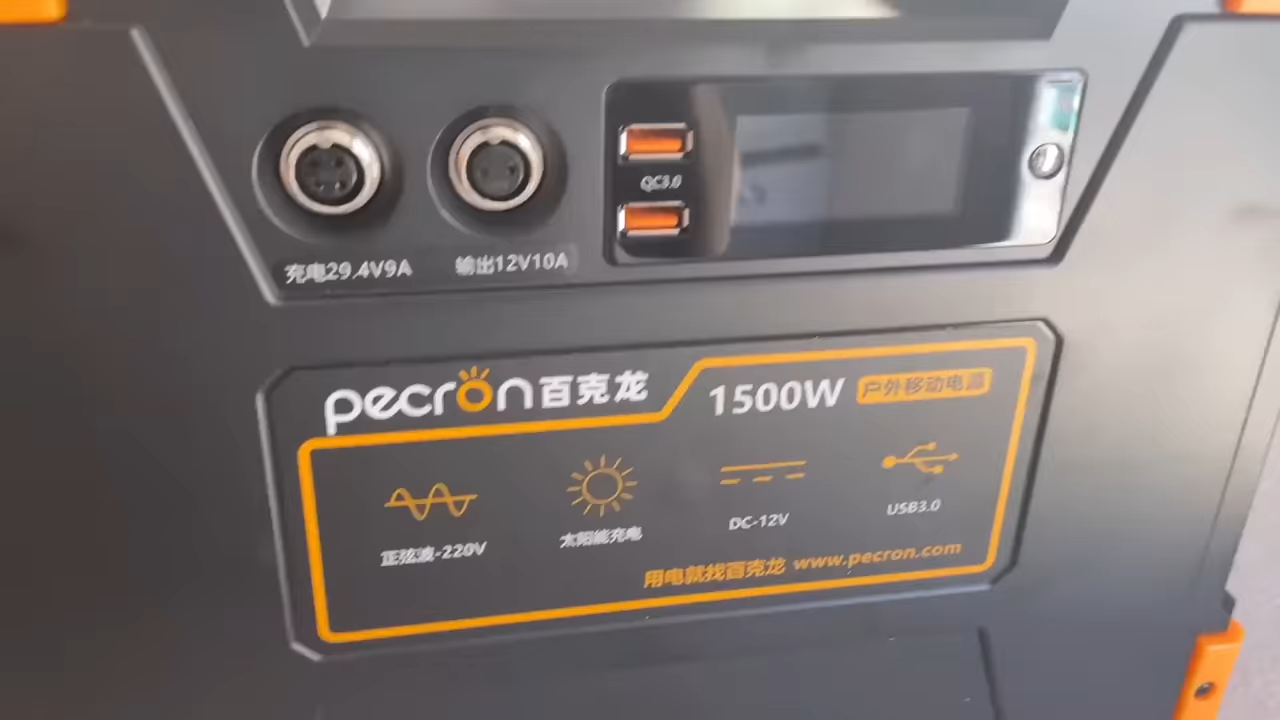 QC3.0
充电29.4V9A
输出12V10A
pecron百克龙
1500W 户外移动电源
正弦波-220V
太阳能充电
DC-12V
USB3.0
用电就找百克龙 www.pecron.com